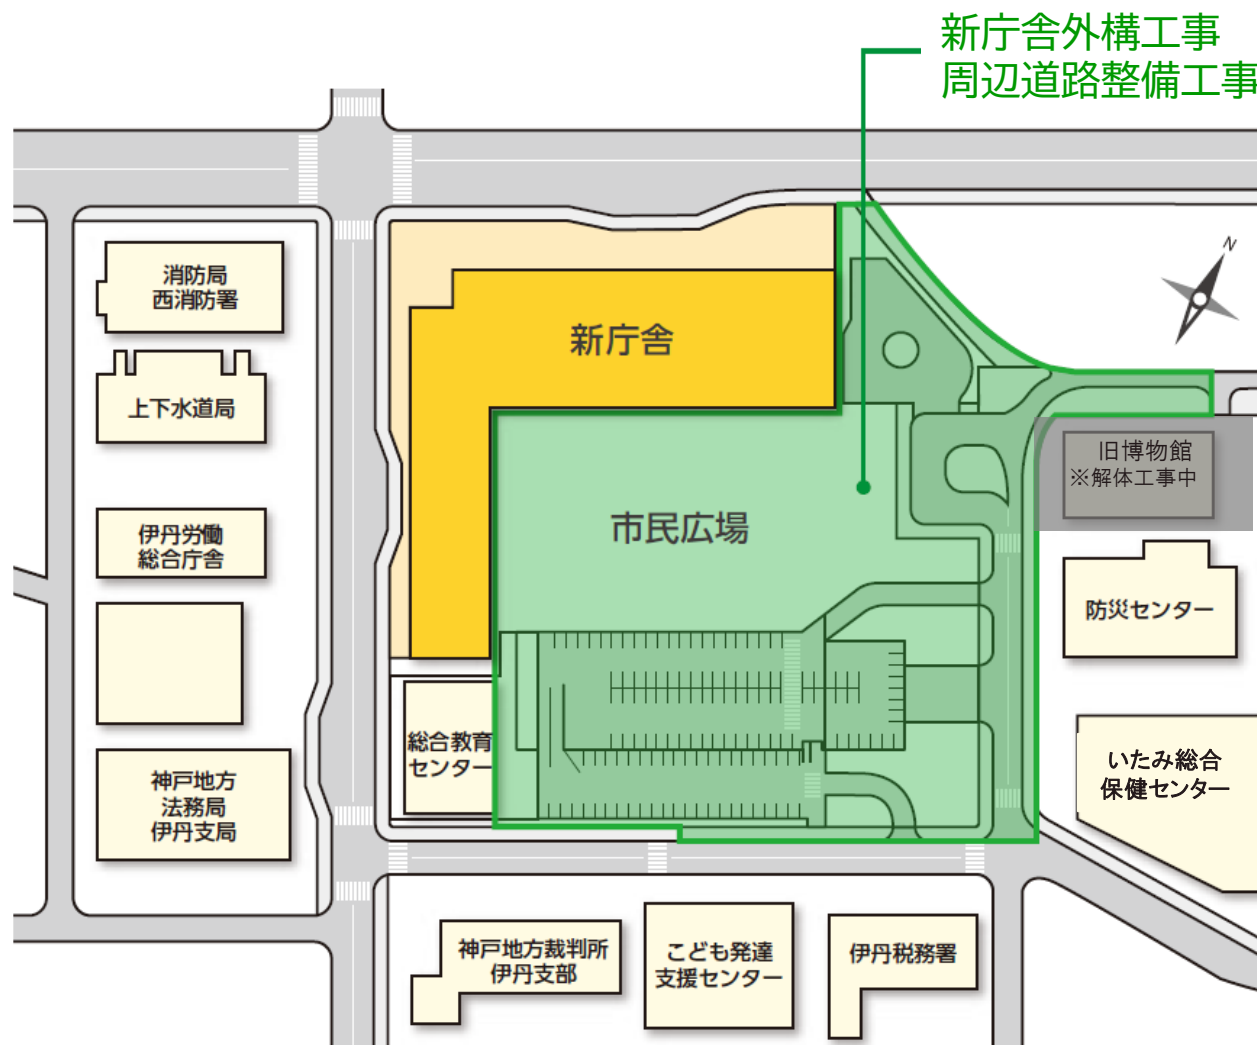 新庁舎外構工事
周辺道路整備工事
N
消防局
西消防署
新庁舎
上下水道局
旧博物館
※解体工事中
伊丹労働
総合庁舎
市民広場
防災センター
総合教育
センター
いたみ総合
保健センター
神戸地方
法務局
伊丹支局
神戸地方裁判所
伊丹支部
こども発達
支援センター
伊丹税務署